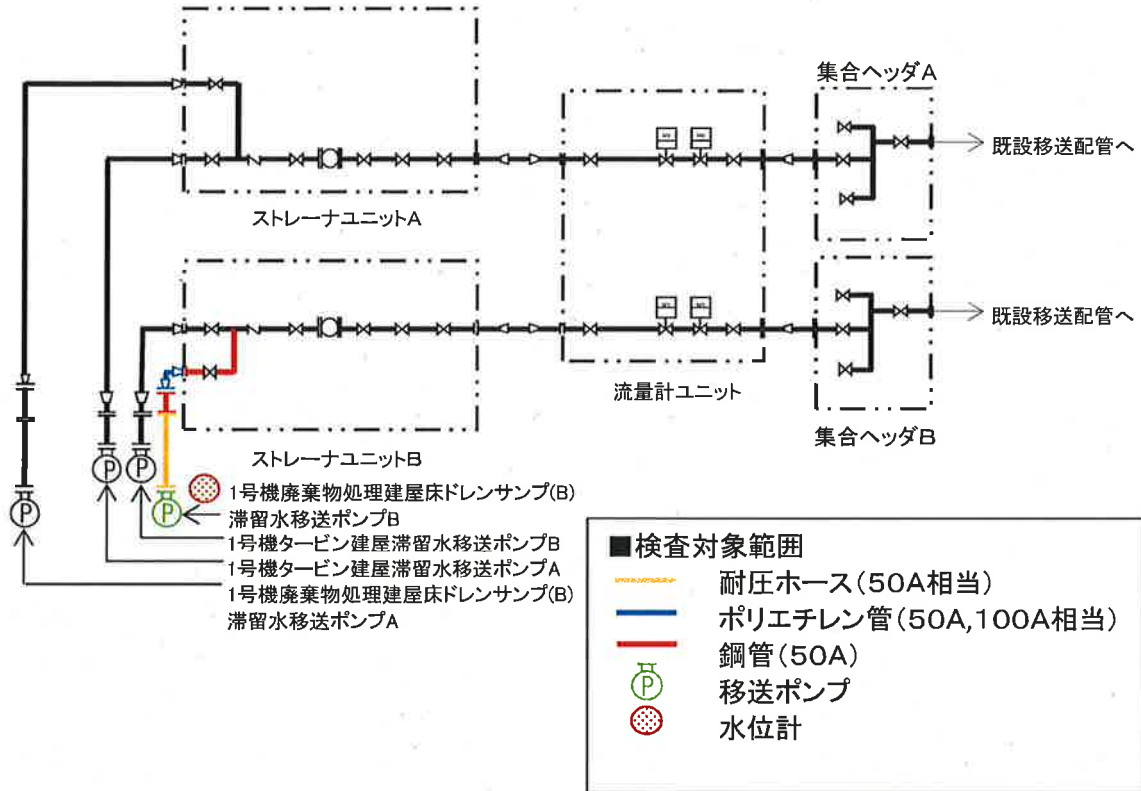 集合ヘッダA
既設移送配管へ
ストレーナユニットA
既設移送配管へ
流量計ユニット
集合ヘッダB
ストレーナユニットB
P
P
P
P
1号機廃棄物処理建屋床ドレンサンプ(B)
滞留水移送ポンプB
1号機タービン建屋滞留水移送ポンプB
1号機タービン建屋滞留水移送ポンプA
1号機廃棄物処理建屋床ドレンサンプ(B)
滞留水移送ポンプA
■検査対象範囲
耐圧ホース(50A相当)
ポリエチレン管(50A,100A相当)
鋼管(50A)
P 移送ポンプ
水位計